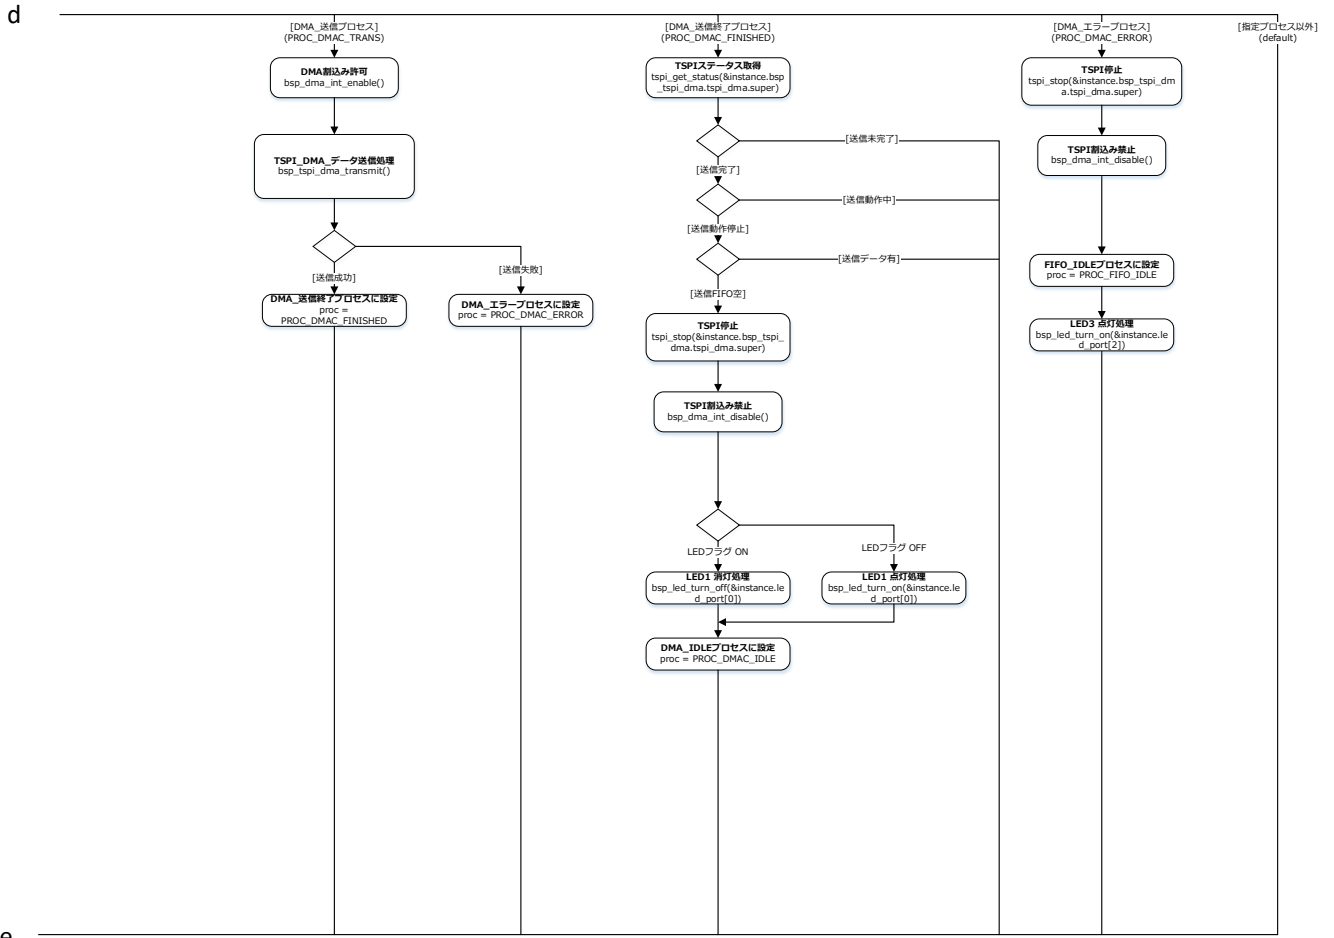 d
[DMA_送信プロセス]
(PROC_DMAC_TRANS)
DMA割込み許可
bsp_dma_int_enable()
TSPI_DMA_データ送信処理
bsp_tspi_dma_transmit()
[送信成功]
[送信失敗]
DMA_送信終了プロセスに設定
proc =
PROC_DMAC_FINISHED
DMA_エラープロセスに設定
proc = PROC_DMAC_ERROR
[DMA_送信終了プロセス]
(PROC_DMAC_FINISHED)
TSPIステータス取得
tspi_get_status(&instance.bsp
_tspi_dma.tspi_dma.super)
[送信未完了]
[送信完了]
[送信動作中]
[送信動作停止]
[送信データ有]
[送信FIFO空]
TSPI停止
tspi_stop(&instance.bsp_tspi_
dma.tspi_dma.super)
TSPI割込み禁止
bsp_dma_int_disable()
LEDフラグ ON
LEDフラグ OFF
LED1 消灯処理
bsp_led_turn_off(&instance.le
d_port[0])
LED1 点灯処理
bsp_led_turn_on(&instance.le
d_port[0])
DMA_IDLEプロセスに設定
proc = PROC_DMAC_IDLE
[DMA_エラープロセス]
(PROC_DMAC_ERROR)
TSPI停止
tspi_stop(&instance.bsp_tspi_dm
a.tspi_dma.super)
TSPI割込み禁止
bsp_dma_int_disable()
FIFO_IDLEプロセスに設定
proc = PROC_FIFO_IDLE
LED3 点灯処理
bsp_led_turn_on(&instance.le
d_port[2])
[指定プロセス以外]
(default)
e